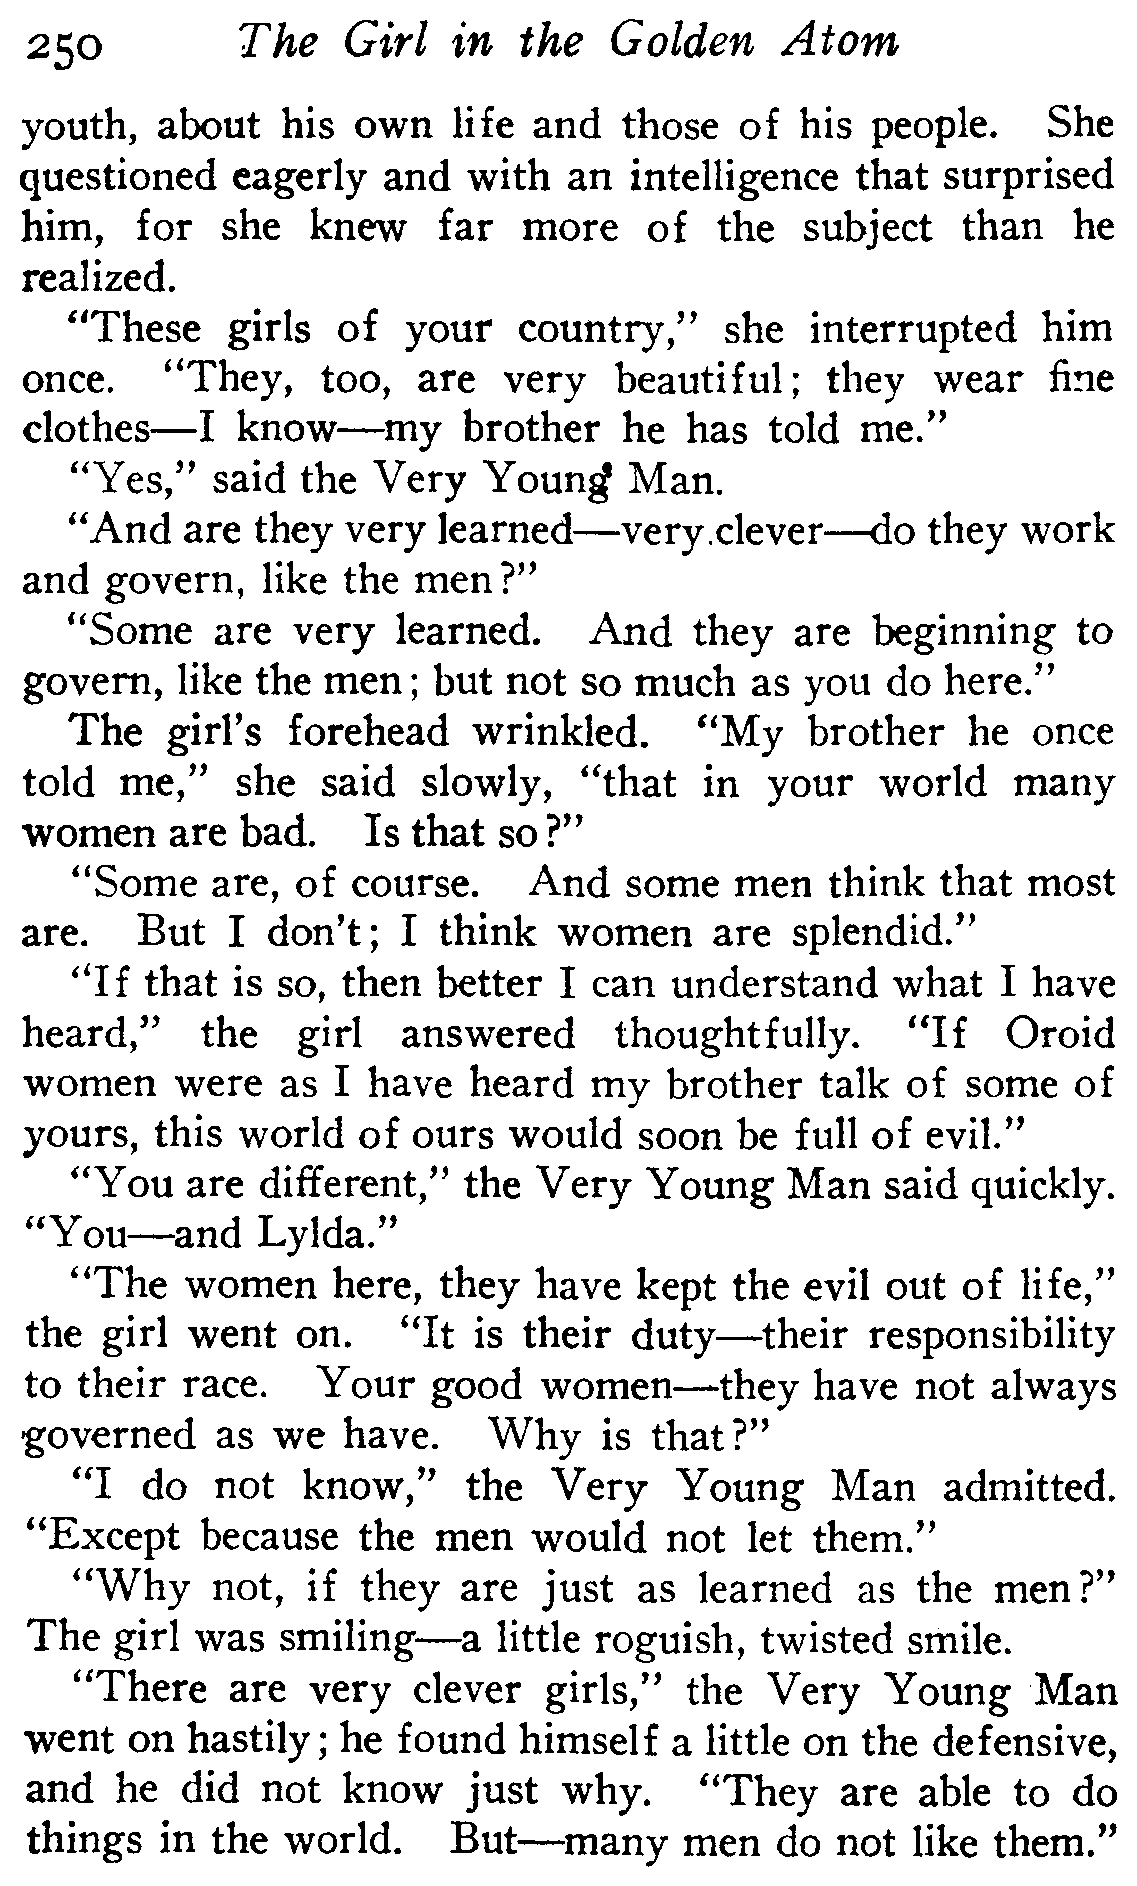 250 The Girl in the Golden Atom
youth, about his own life and those of his people. She
questioned eagerly and with an intelligence that surprised
him, for she knew far more of the subject than he
realized.
"These girls of your country," she interrupted him
once. "They, too, are very beautiful; they wear fine
clothes—I know—my brother he has told me."
"Yes," said the Very Young Man.
"And are they very learned—very clever—do they work
and govern, like the men?"
"Some are very learned. And they are beginning to
govern, like the men; but not so much as you do here."
The girl's forehead wrinkled. "My brother he once
told me," she said slowly, "that in your world many
women are bad. Is that so?"
"Some are, of course. And some men think that most
are. But I don't; I think women are splendid."
"If that is so, then better I can understand what I have
heard," the girl answered thoughtfully. "If Oroid
women were as I have heard my brother talk of some of
yours, this world of ours would soon be full of evil."
"You are different," the Very Young Man said quickly.
"You—and Lylda."
"The women here, they have kept the evil out of life,"
the girl went on. "It is their duty—their responsibility
to their race. Your good women—they have not always
governed as we have. Why is that?"
"I do not know," the Very Young Man admitted.
"Except because the men would not let them."
"Why not, if they are just as learned as the men?"
The girl was smiling—a little roguish, twisted smile.
"There are very clever girls," the Very Young Man
went on hastily; he found himself a little on the defensive,
and he did not know just why. "They are able to do
things in the world. But—many men do not like them."